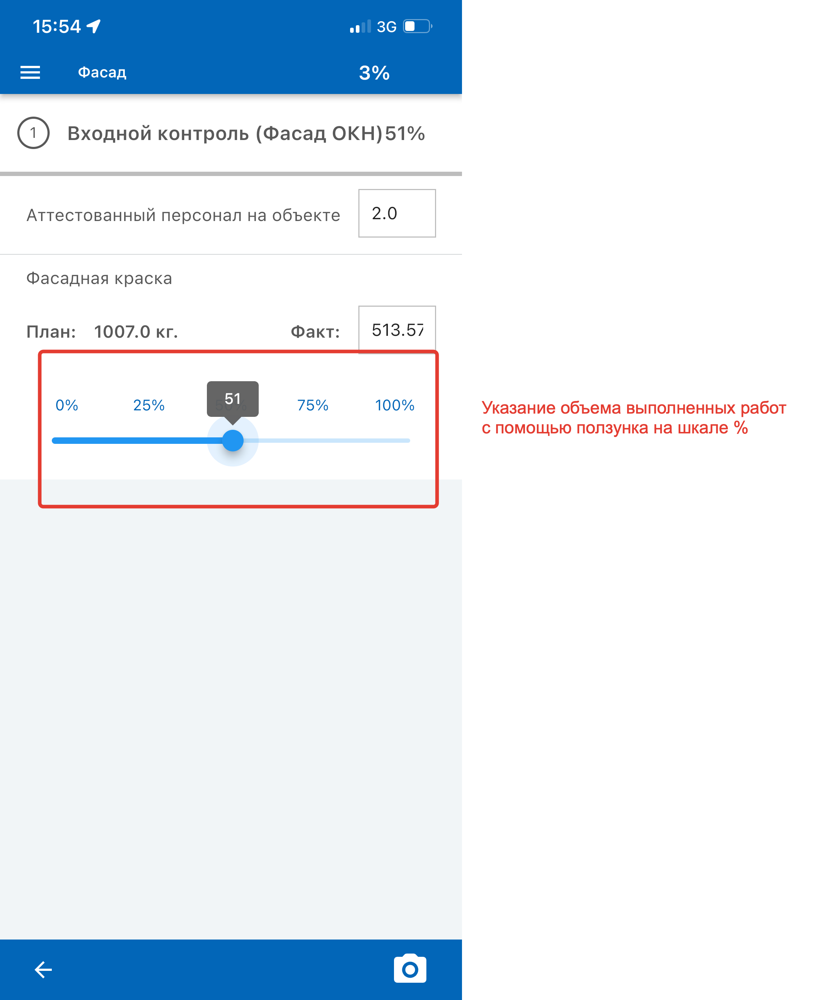 15:54 3G
Фасад 3%
1 Входной контроль (Фасад ОКН)51%
Аттестованный персонал на объекте 2.0
Фасадная краска
План: 1007.0 кг. Факт: 513.57
51
0% 25% 50% 75% 100%
Указание объема выполненных работ
с помощью ползунка на шкале %